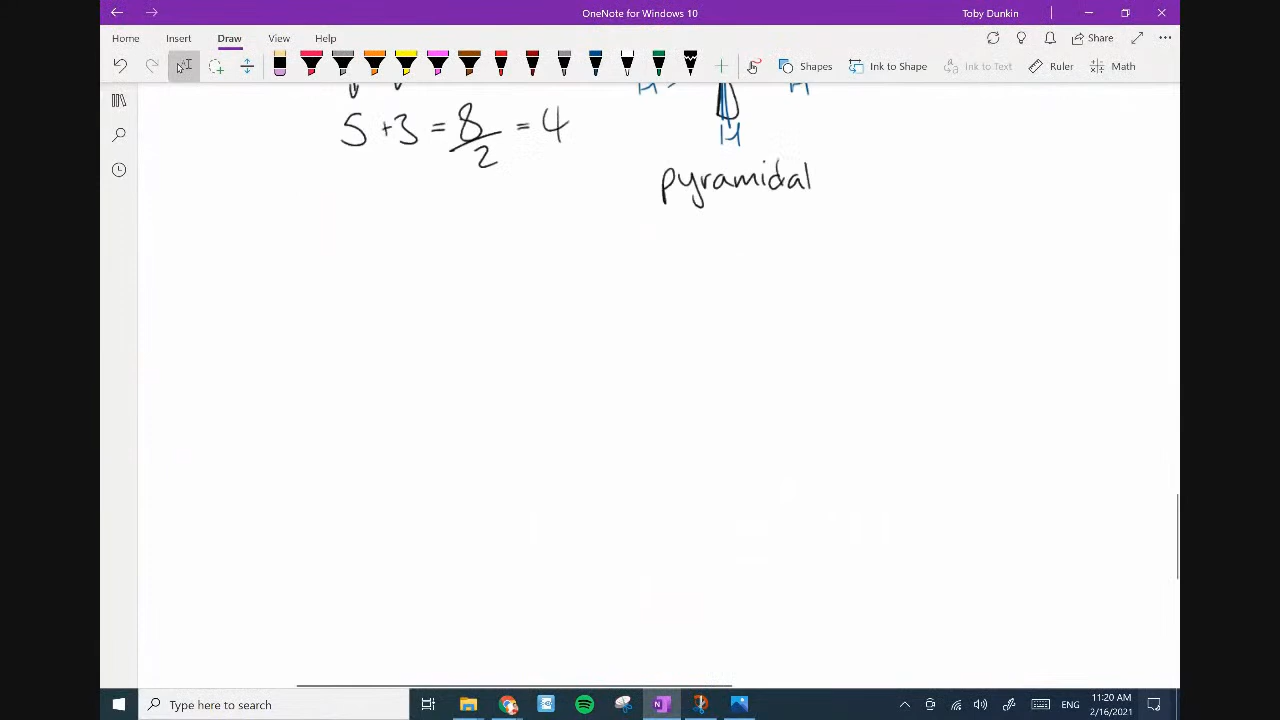 OneNote for Windows 10
Toby Dunkin
Home Insert Draw View Help
Share
Shapes Ink to Shape Ink to Text Ruler Math
H H
H
5 + 3 = 8/2 = 4
pyramidal
Type here to search
ENG
11:20 AM
2/16/2021